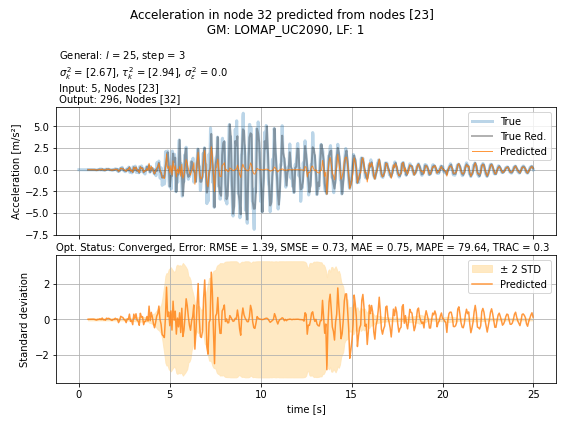 Acceleration in node 32 predicted from nodes [23]
GM: LOMAP_UC2090, LF: 1
General: l = 25, step = 3
σ²ₖ = [2.67], τ²ₖ = [2.94], σ²ₑ = 0.0
Input: 5, Nodes [23]
Output: 296, Nodes [32]
Acceleration [m/s²]
5.0
2.5
0.0
−2.5
−5.0
−7.5
True
True Red.
Predicted
Opt. Status: Converged, Error: RMSE = 1.39, SMSE = 0.73, MAE = 0.75, MAPE = 79.64, TRAC = 0.3
Standard deviation
2
0
−2
± 2 STD
Predicted
0
5
10
15
20
25
time [s]